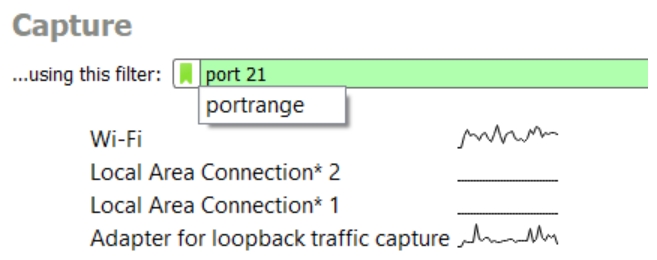 Capture
...using this filter: port 21
portrange
Wi-Fi
Local Area Connection* 2
Local Area Connection* 1
Adapter for loopback traffic capture